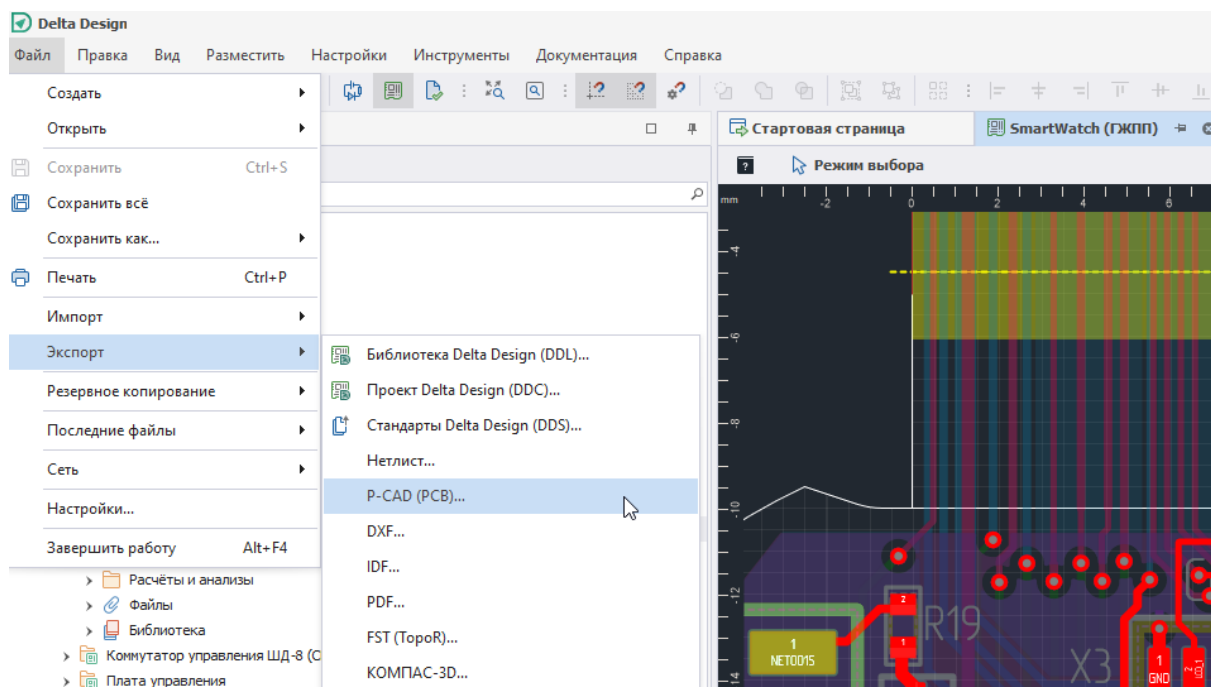 Delta Design
Файл Правка Вид Разместить Настройки Инструменты Документация Справка
Создать
Открыть
Сохранить Ctrl+S
Сохранить всё
Сохранить как...
Печать Ctrl+P
Импорт
Экспорт
Резервное копирование
Последние файлы
Сеть
Настройки...
Завершить работу Alt+F4
Расчёты и анализы
Файлы
Библиотека
Коммутатор управления ШД-8 (С
Плата управления
Библиотека Delta Design (DDL)...
Проект Delta Design (DDC)...
Стандарты Delta Design (DDS)...
Нетлист...
P-CAD (PCB)...
DXF...
IDF...
PDF...
FST (TopoR)...
КОМПАС-3D...
Стартовая страница SmartWatch (ГЖПП)
Режим выбора
mm -2 0 2 4 6
-4
-6
-8
-10
-12
-14
2
R19
1
1
NET0015
X3
1
GND
2